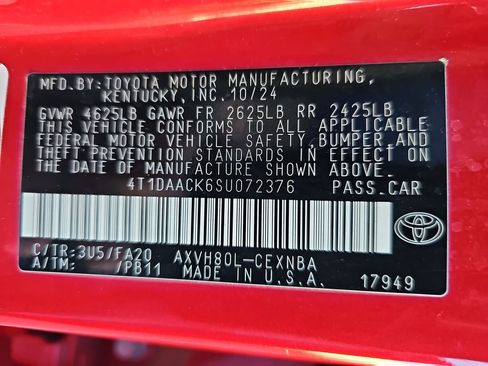 MFD.BY:TOYOTA MOTOR MANUFACTURING,
KENTUCKY,INC.10/24
GVWR 4625LB GAWR FR 2625LB RR 2425LB
THIS VEHICLE CONFORMS TO ALL APPLICABLE
FEDERAL MOTOR VEHICLE SAFETY,BUMPER,AND
THEFT PREVENTION STANDARDS IN EFFECT ON
THE DATE OF MANUFACTURE SHOWN ABOVE.
4T1DAACK6SU072376 PASS.CAR
C/TR:3U5/FA20 AXVH80L-CEXNBA
A/TM: /PB11 MADE IN U.S.A. 17949